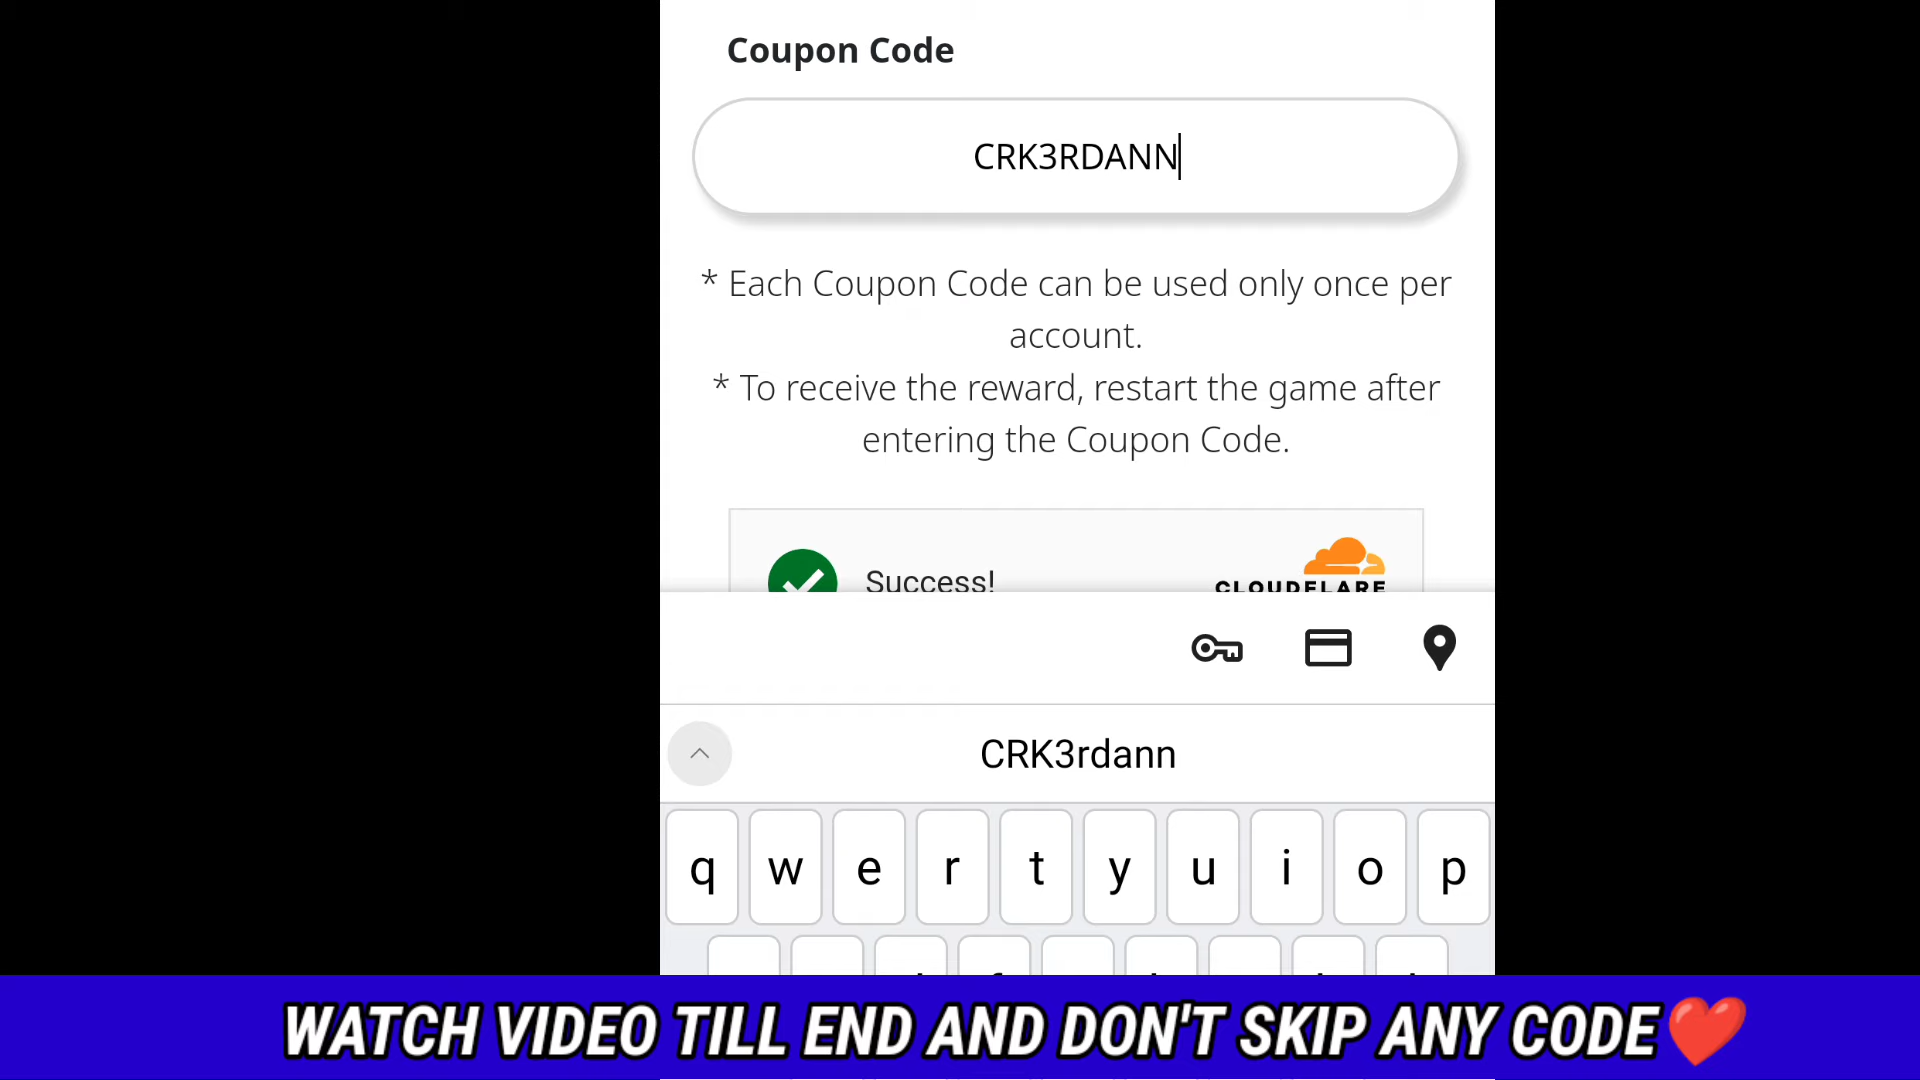 Coupon Code
CRK3RDANN
* Each Coupon Code can be used only once per
account.
* To receive the reward, restart the game after
entering the Coupon Code.
Success!
CLOUDFLARE
CRK3rdann
q w e r t y u i o p
WATCH VIDEO TILL END AND DON'T SKIP ANY CODE❤️